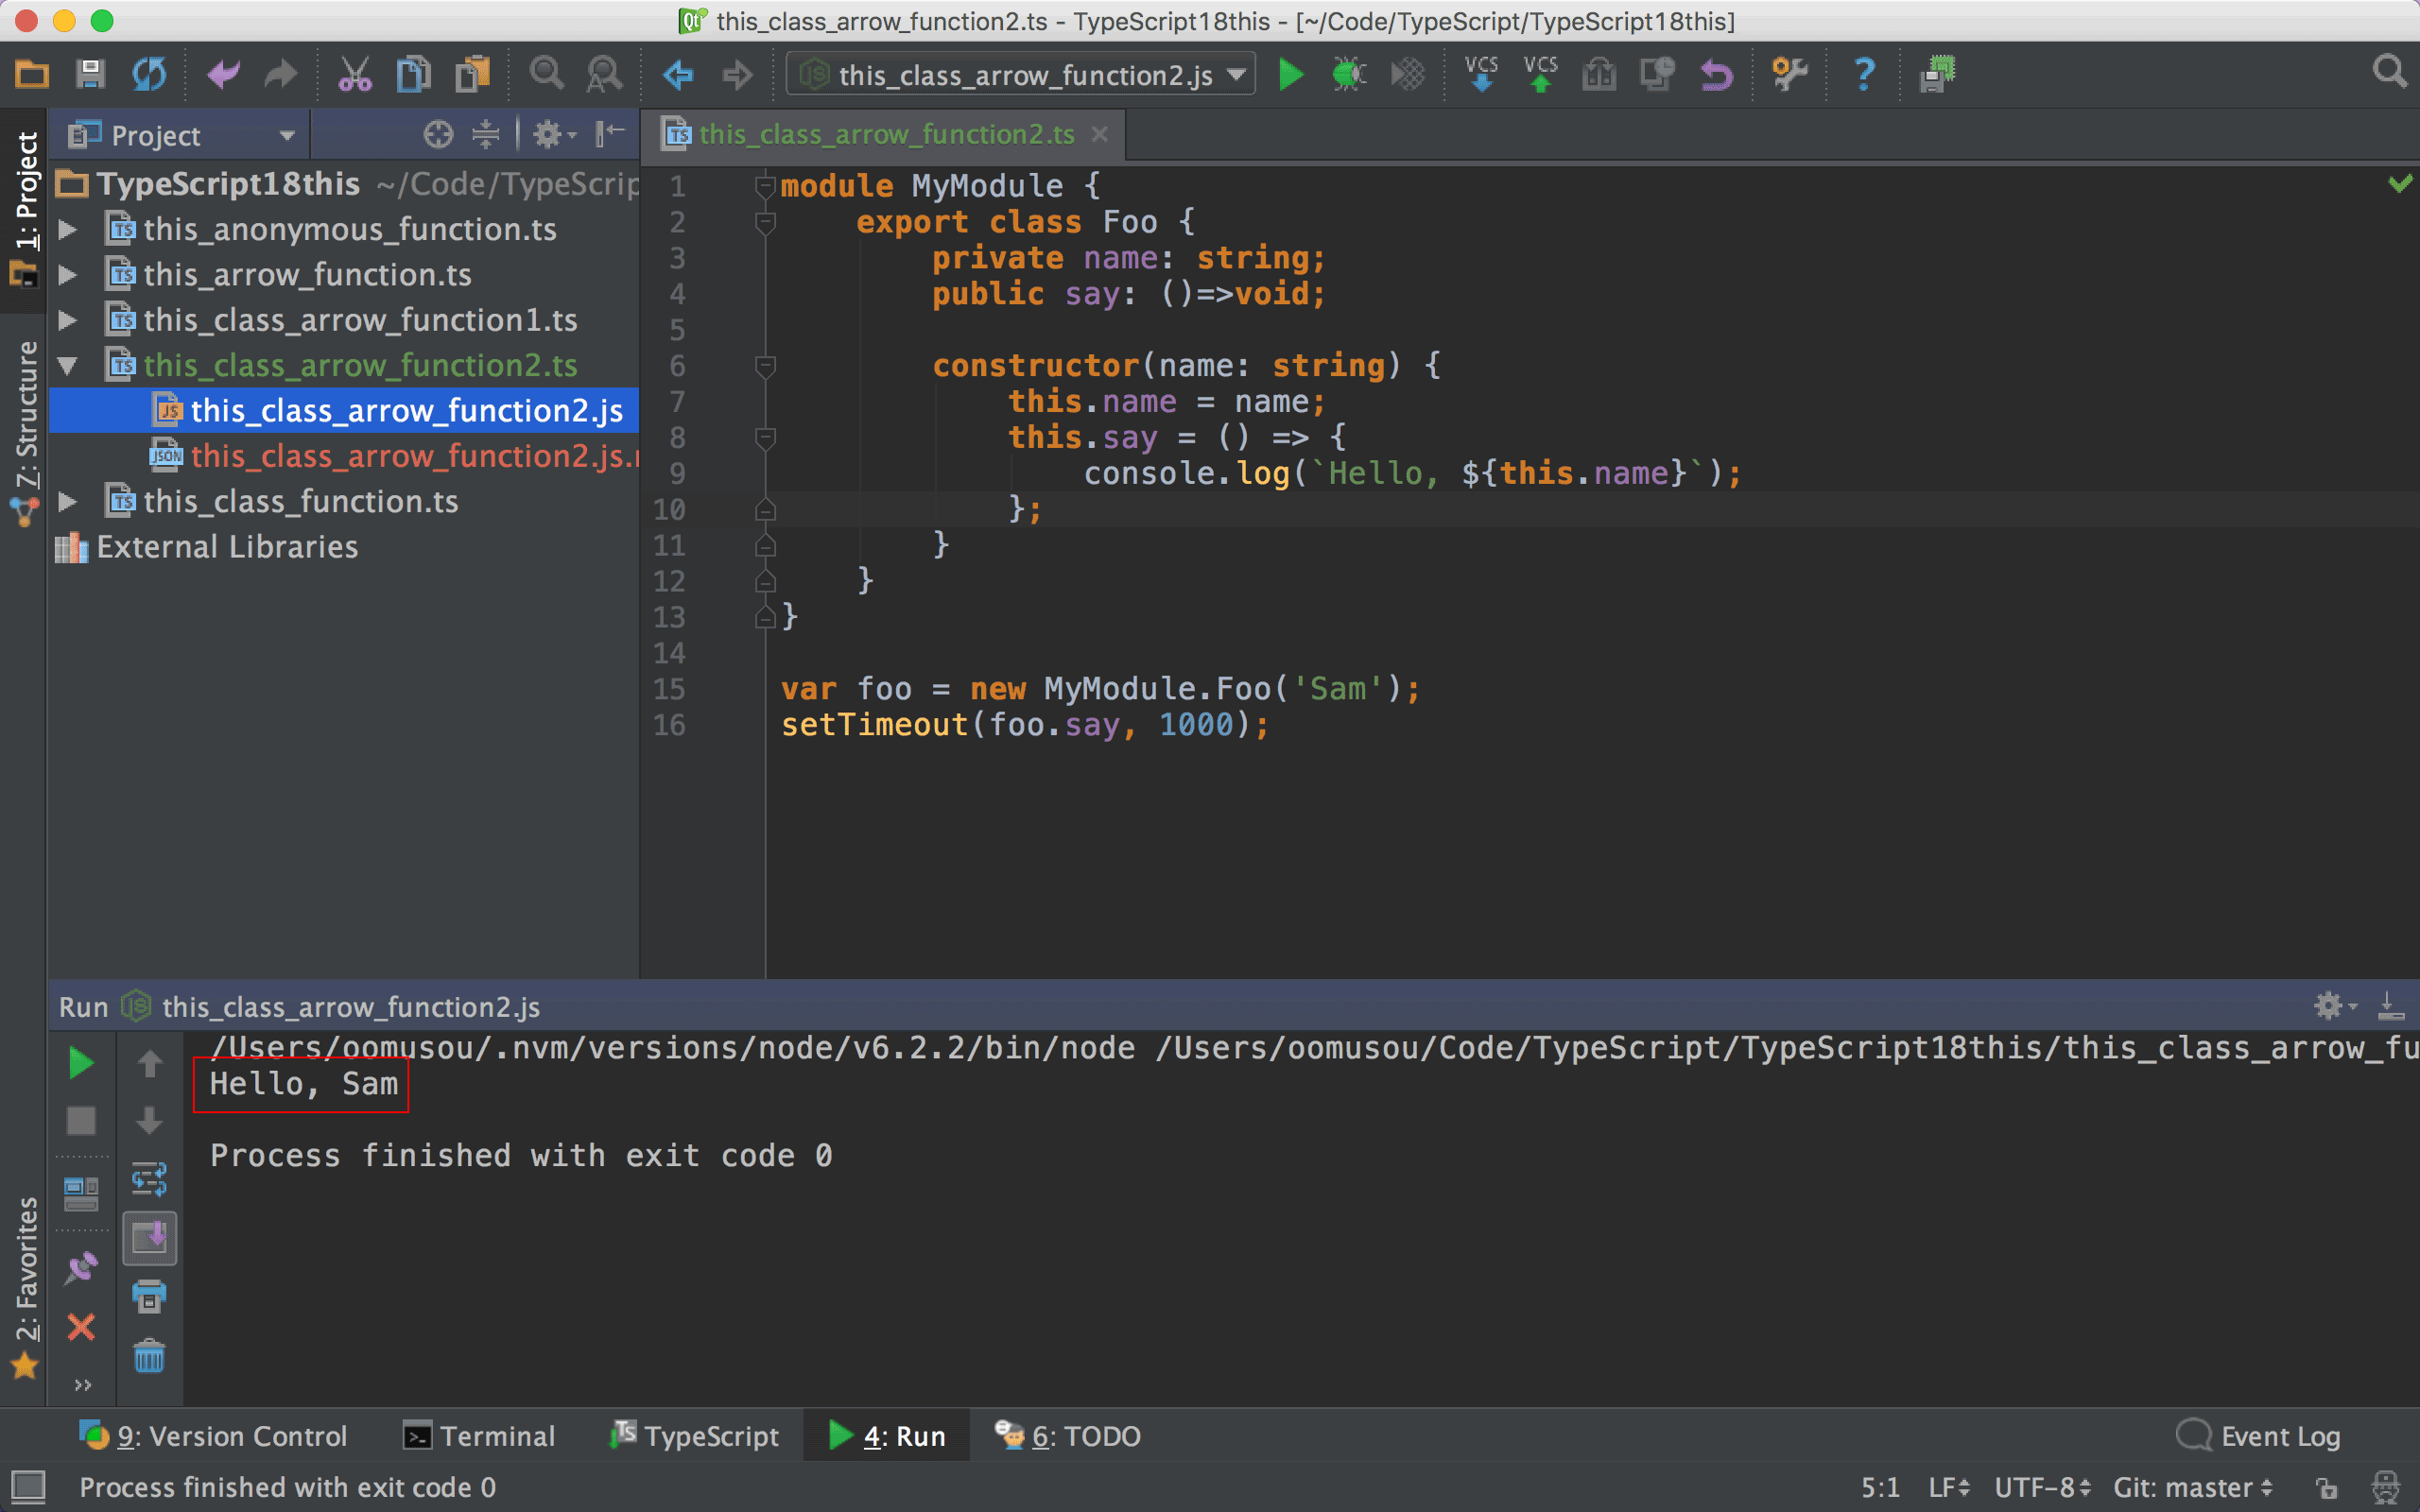 this_class_arrow_function2.ts - TypeScript18this - [~/Code/TypeScript/TypeScript18this]
this_class_arrow_function2.js
VCS
VCS
Project
this_class_arrow_function2.ts
1: Project
7: Structure
2: Favorites
TypeScript18this ~/Code/TypeScrip
this_anonymous_function.ts
this_arrow_function.ts
this_class_arrow_function1.ts
this_class_arrow_function2.ts
this_class_arrow_function2.js
this_class_arrow_function2.js.
this_class_function.ts
External Libraries
1 module MyModule {
2     export class Foo {
3         private name: string;
4         public say: ()=>void;
5
6         constructor(name: string) {
7             this.name = name;
8             this.say = () => {
9                 console.log(`Hello, ${this.name}`);
10             };
11         }
12     }
13 }
14
15 var foo = new MyModule.Foo('Sam');
16 setTimeout(foo.say, 1000);
Run this_class_arrow_function2.js
/Users/oomusou/.nvm/versions/node/v6.2.2/bin/node /Users/oomusou/Code/TypeScript/TypeScript18this/this_class_arrow_fu
Hello, Sam
Process finished with exit code 0
9: Version Control
Terminal
TypeScript
4: Run
6: TODO
Event Log
Process finished with exit code 0
5:1
LF
UTF-8
Git: master